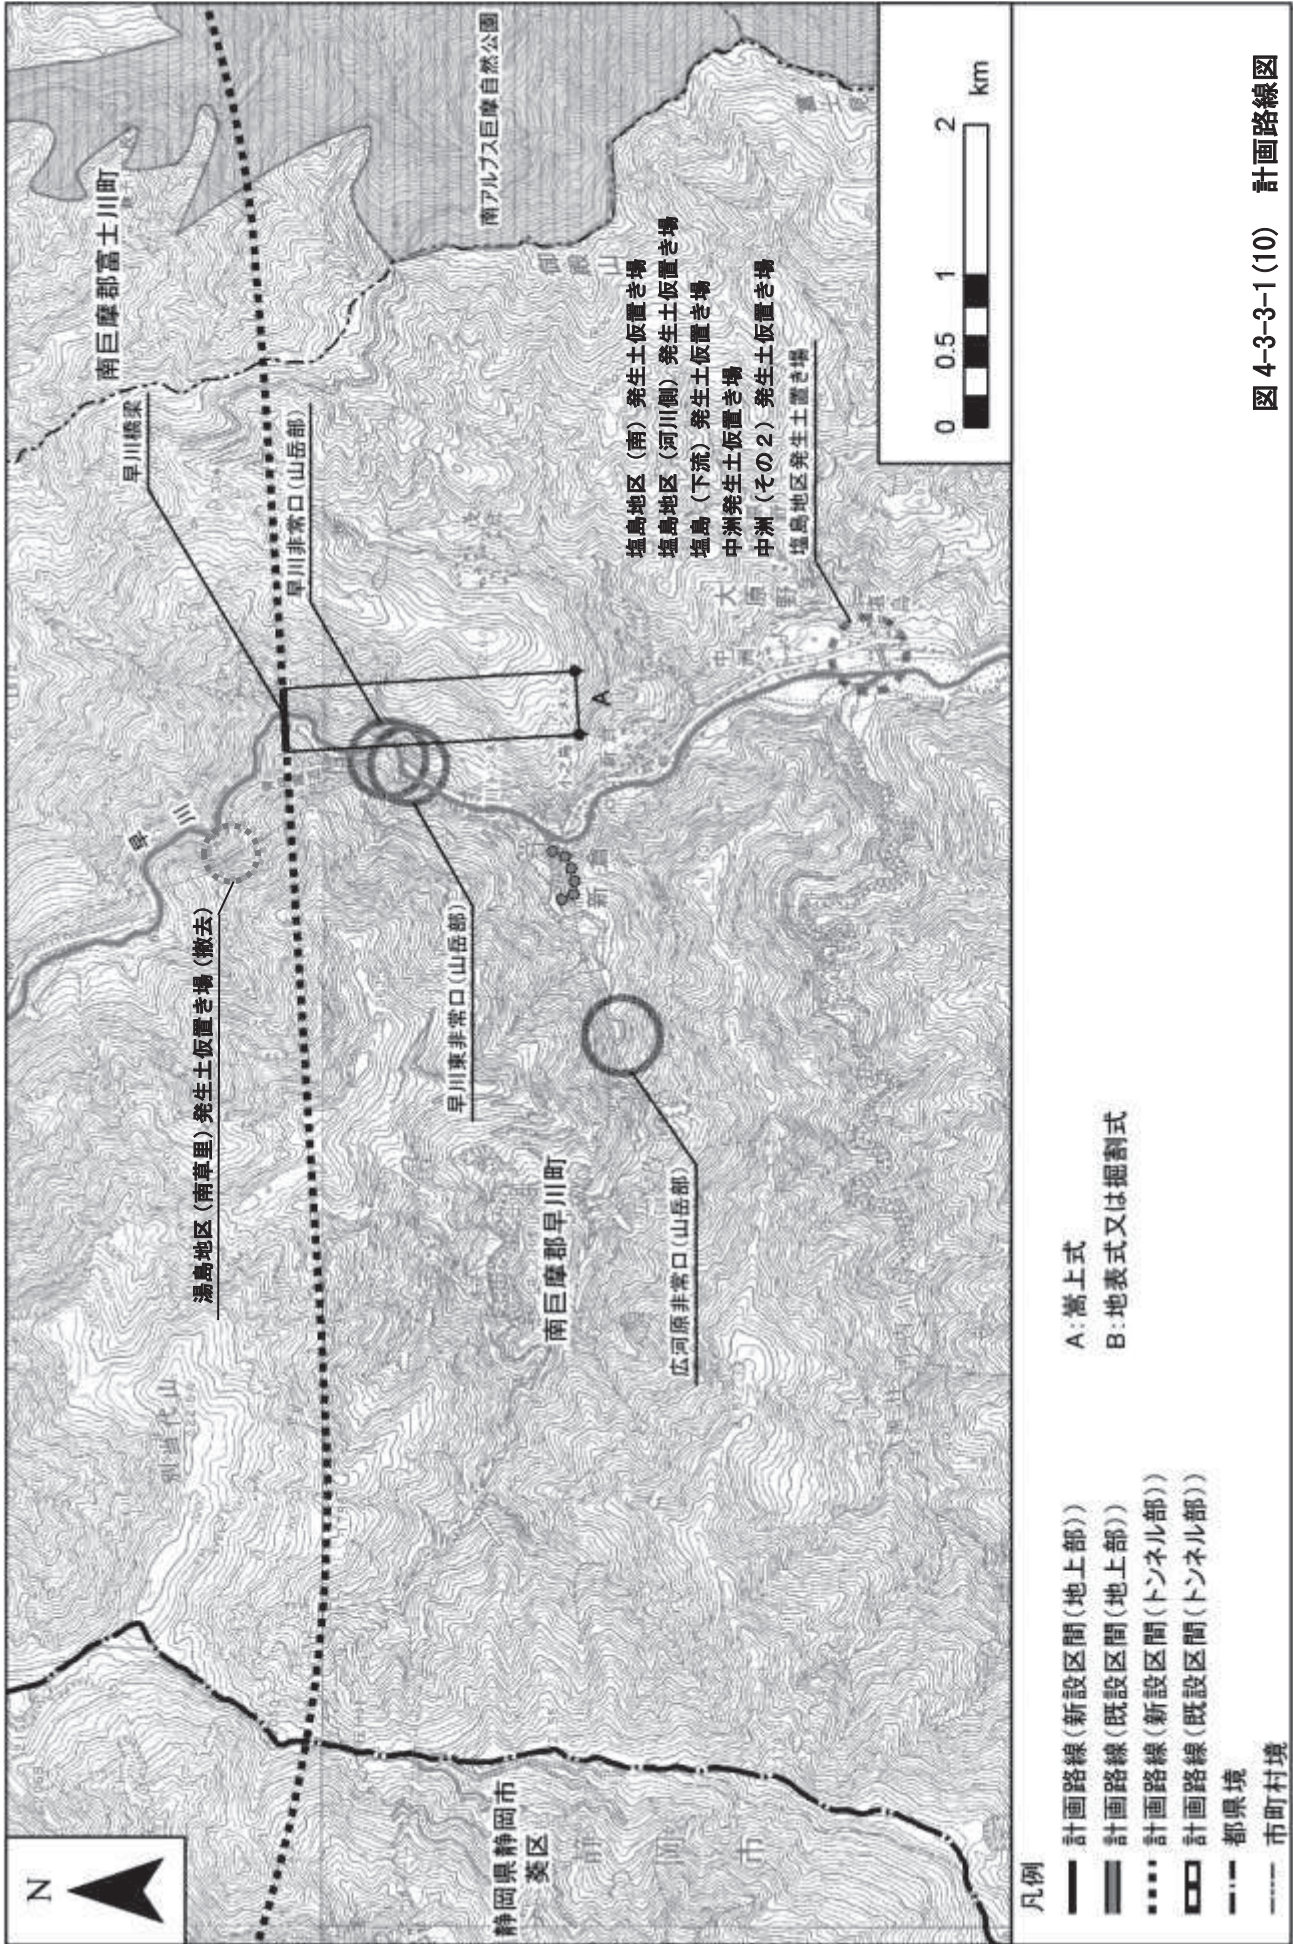 N
南巨摩郡富士川町
早川橋梁
早川非常口(山岳部)
南アルプス巨摩自然公園
早川
湯島地区(南草里)発生土仮置き場(撤去)
早川東非常口(山岳部)
塩島地区(南)発生土仮置き場
塩島地区(河川側)発生土仮置き場
塩島(下流)発生土仮置き場
中洲発生土仮置き場
中洲(その2)発生土仮置き場
塩島地区発生土置き場
別当代山
新倉
A
大原野
中洲
南巨摩郡早川町
広河原非常口(山岳部)
静岡県静岡市
葵区
静岡市
0 0.5 1 2
km
凡例
計画路線(新設区間(地上部))
計画路線(既設区間(地上部))
計画路線(新設区間(トンネル部))
計画路線(既設区間(トンネル部))
都県境
市町村境
A:嵩上式
B:地表式又は掘割式
図 4-3-3-1(10) 計画路線図